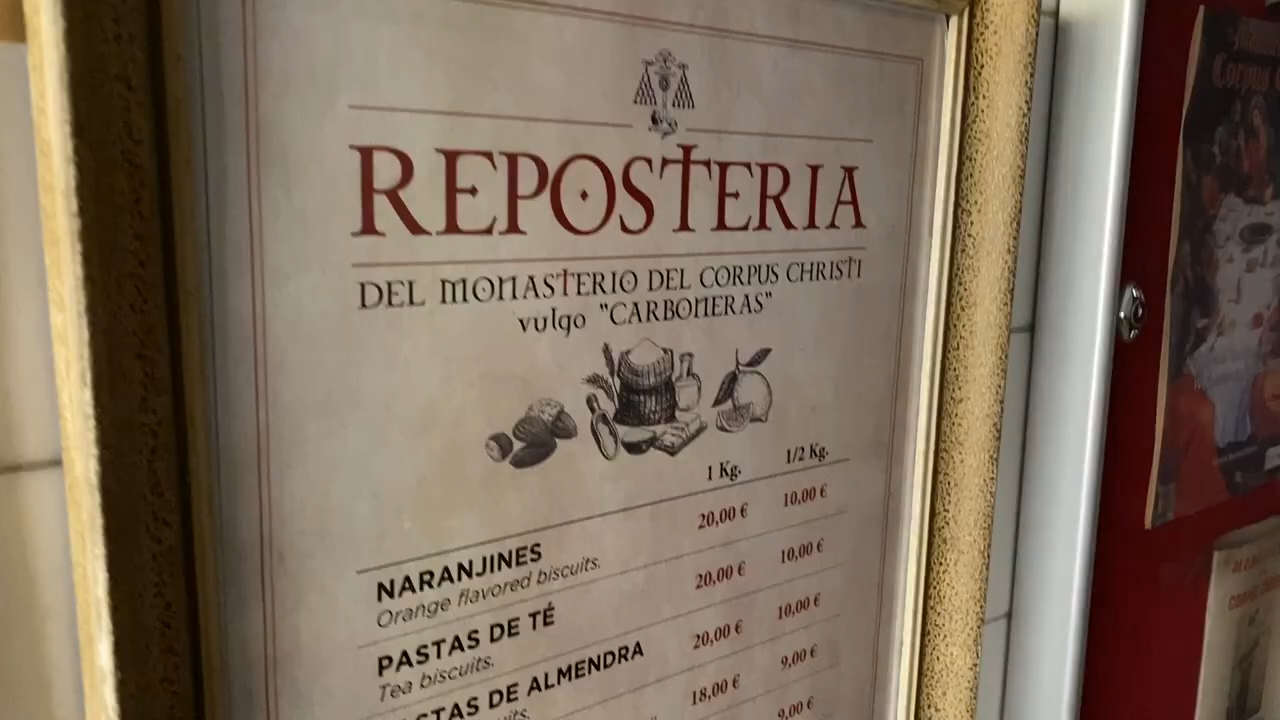 REPOSTERIA
DEL MONASTERIO DEL CORPUS CHRISTI
vulgo "CARBONERAS"
1 Kg. 1/2 Kg.
NARANJINES 20,00 € 10,00 €
Orange flavored biscuits.
PASTAS DE TÉ 20,00 € 10,00 €
Tea biscuits.
DE ALMENDRA 20,00 € 10,00 €
18,00 € 9,00 €
9,00 €
Corpus